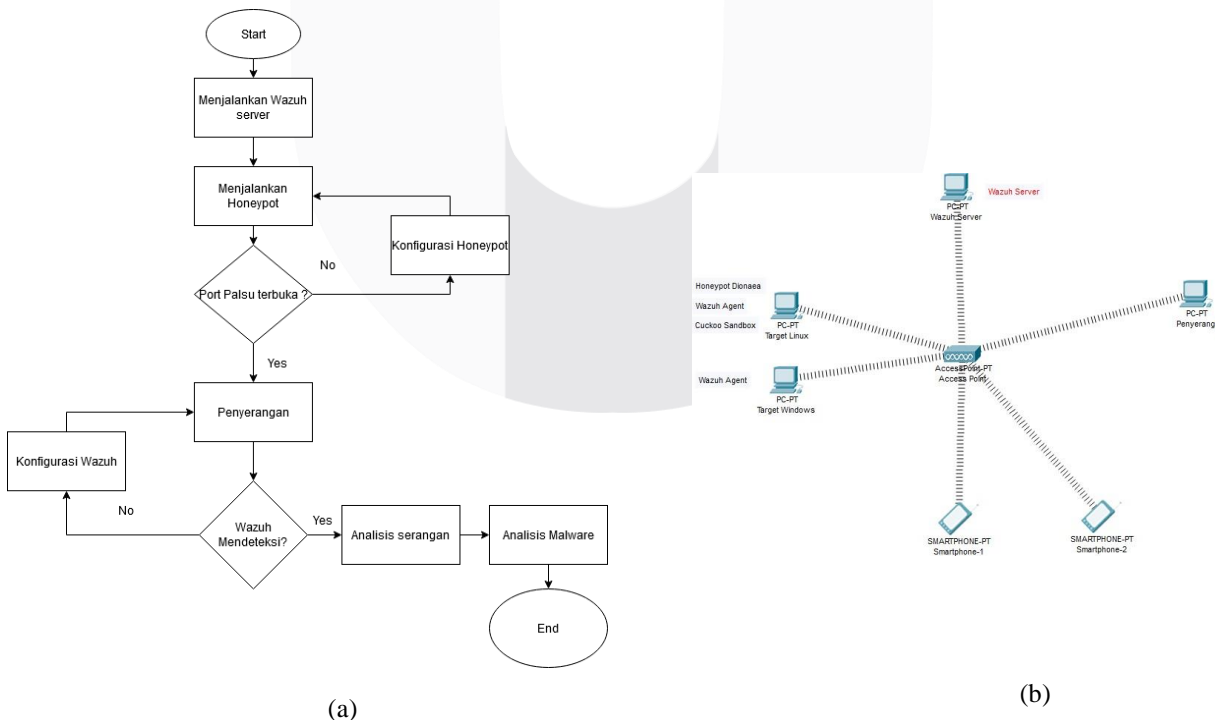 Start
Menjalankan Wazuh
server
Menjalankan
Honeypot
Konfigurasi Honeypot
No
Port Palsu terbuka ?
Yes
Penyerangan
Konfigurasi Wazuh
No
Wazuh
Mendeteksi?
Yes
Analisis serangan
Analisis Malware
End
(a)
PC-PT
Wazuh Server
Wazuh Server
Honeypot Dionaea
Wazuh Agent
Cuckoo Sandbox
PC-PT
Target Linux
PC-PT
Penyerang
AccessPoint-PT
Access Point
Wazuh Agent
PC-PT
Target Windows
SMARTPHONE-PT
Smartphone-1
SMARTPHONE-PT
Smartphone-2
(b)